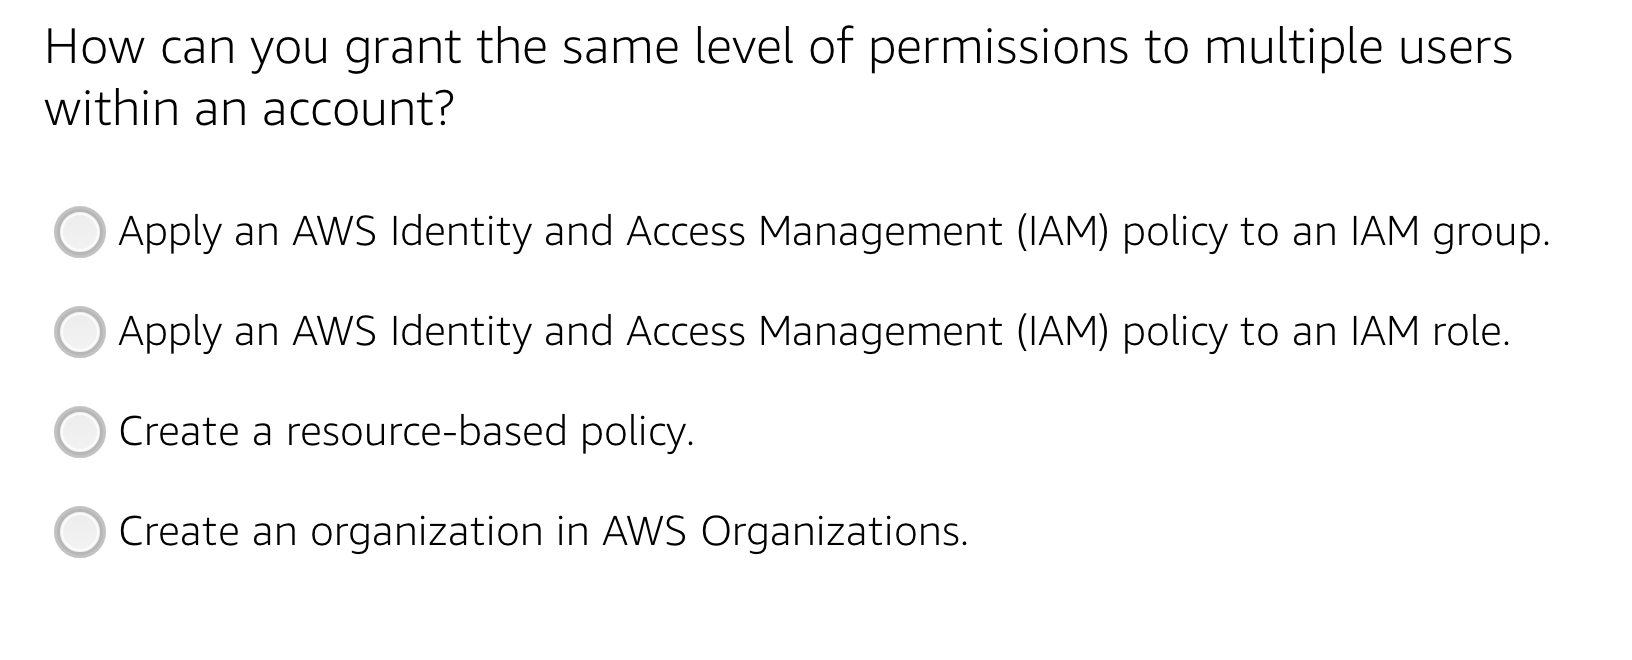 How can you grant the same level of permissions to multiple users
within an account?
Apply an AWS Identity and Access Management (IAM) policy to an IAM group.
Apply an AWS Identity and Access Management (IAM) policy to an IAM role.
Create a resource-based policy.
Create an organization in AWS Organizations.